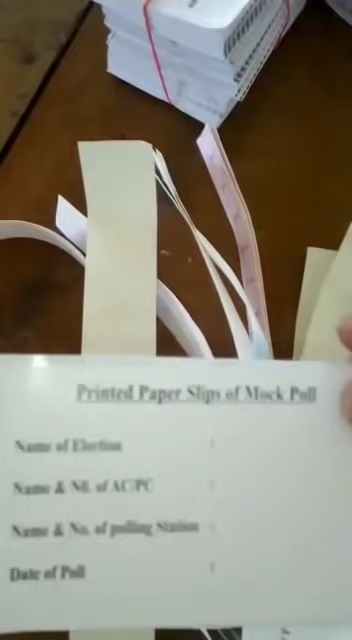 Printed Paper Slips of Mock Poll
Name of Election :
Name & No. of AC/PC :
Name & No. of polling Station :
Date of Poll :